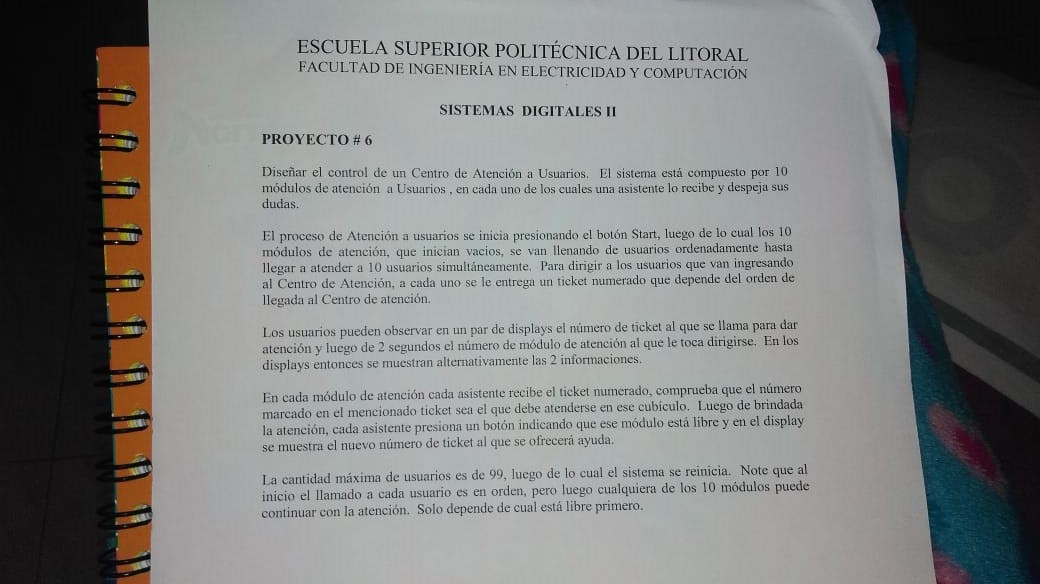 ESCUELA SUPERIOR POLITÉCNICA DEL LITORAL
FACULTAD DE INGENIERÍA EN ELECTRICIDAD Y COMPUTACIÓN
SISTEMAS DIGITALES II
PROYECTO # 6
Diseñar el control de un Centro de Atención a Usuarios. El sistema está compuesto por 10
módulos de atención a Usuarios , en cada uno de los cuales una asistente lo recibe y despeja sus
dudas.
El proceso de Atención a usuarios se inicia presionando el botón Start, luego de lo cual los 10
módulos de atención, que inician vacios, se van llenando de usuarios ordenadamente hasta
llegar a atender a 10 usuarios simultáneamente. Para dirigir a los usuarios que van ingresando
al Centro de Atención, a cada uno se le entrega un ticket numerado que depende del orden de
llegada al Centro de atención.
Los usuarios pueden observar en un par de displays el número de ticket al que se llama para dar
atención y luego de 2 segundos el número de módulo de atención al que le toca dirigirse. En los
displays entonces se muestran alternativamente las 2 informaciones.
En cada módulo de atención cada asistente recibe el ticket numerado, comprueba que el número
marcado en el mencionado ticket sea el que debe atenderse en ese cubículo. Luego de brindada
la atención, cada asistente presiona un botón indicando que ese módulo está libre y en el display
se muestra el nuevo número de ticket al que se ofrecerá ayuda.
La cantidad máxima de usuarios es de 99, luego de lo cual el sistema se reinicia. Note que al
inicio el llamado a cada usuario es en orden, pero luego cualquiera de los 10 módulos puede
continuar con la atención. Solo depende de cual está libre primero.